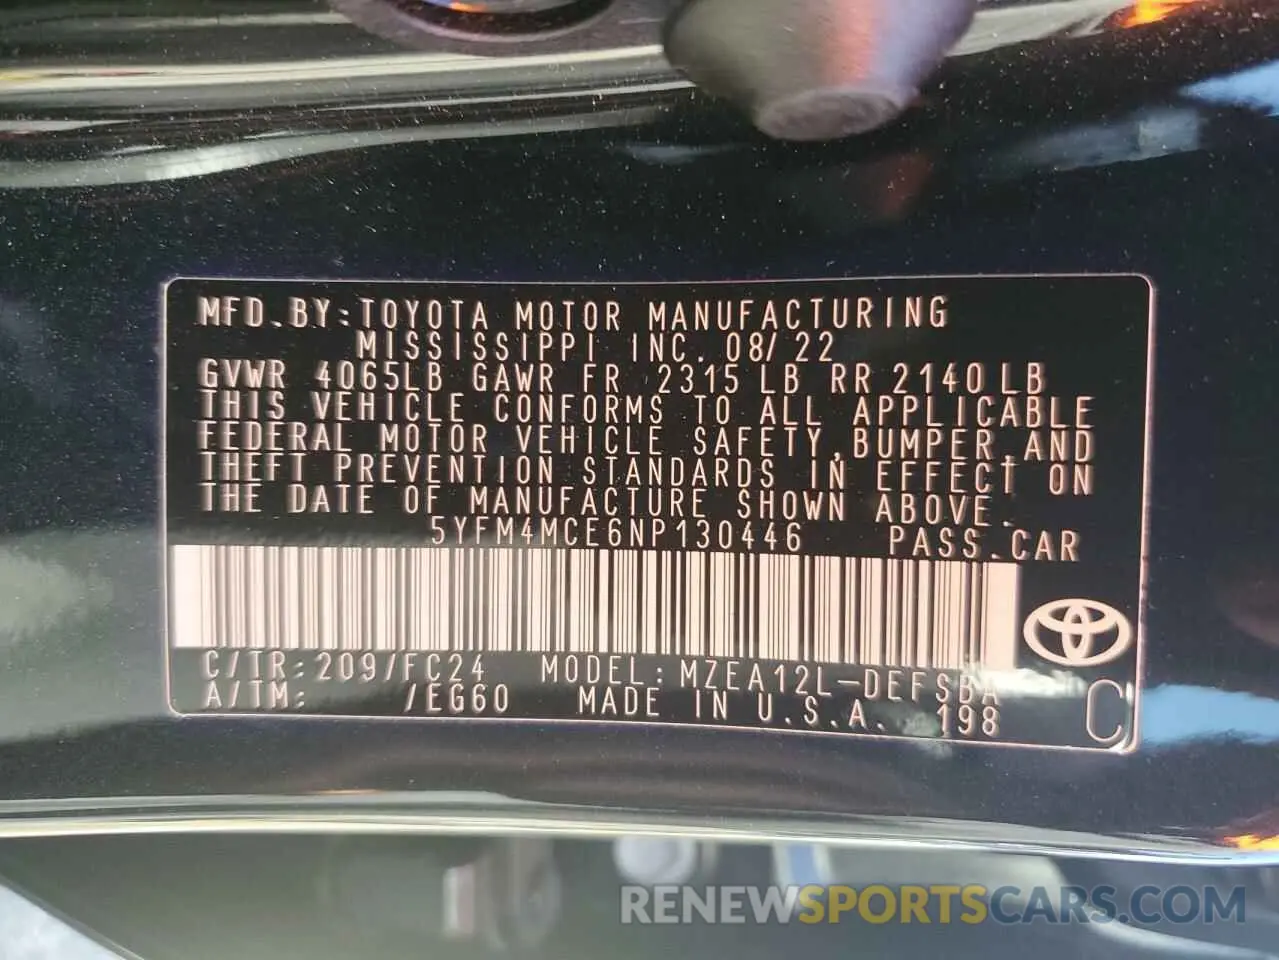 MFD.BY:TOYOTA MOTOR MANUFACTURING
MISSISSIPPI INC. 08/22
GVWR 4065LB GAWR FR 2315 LB RR 2140 LB
THIS VEHICLE CONFORMS TO ALL APPLICABLE
FEDERAL MOTOR VEHICLE SAFETY,BUMPER,AND
THEFT PREVENTION STANDARDS IN EFFECT ON
THE DATE OF MANUFACTURE SHOWN ABOVE.
5YFM4MCE6NP130446 PASS.CAR
C/TR:209/FC24 MODEL:MZEA12L-DEFSBA
A/TM: /EG60 MADE IN U.S.A. 198 C
RENEWSPORTSCARS.COM